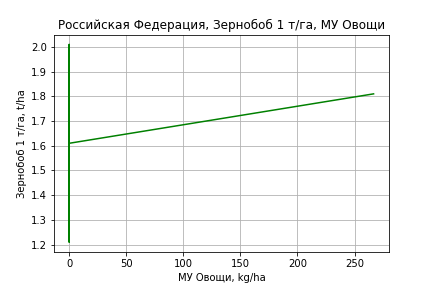 Российская Федерация, Зернобоб 1 т/га, МУ Овощи
2.0
1.9
1.8
1.7
1.6
1.5
1.4
1.3
1.2
Зернобоб 1 т/га, t/ha
0 50 100 150 200 250
МУ Овощи, kg/ha